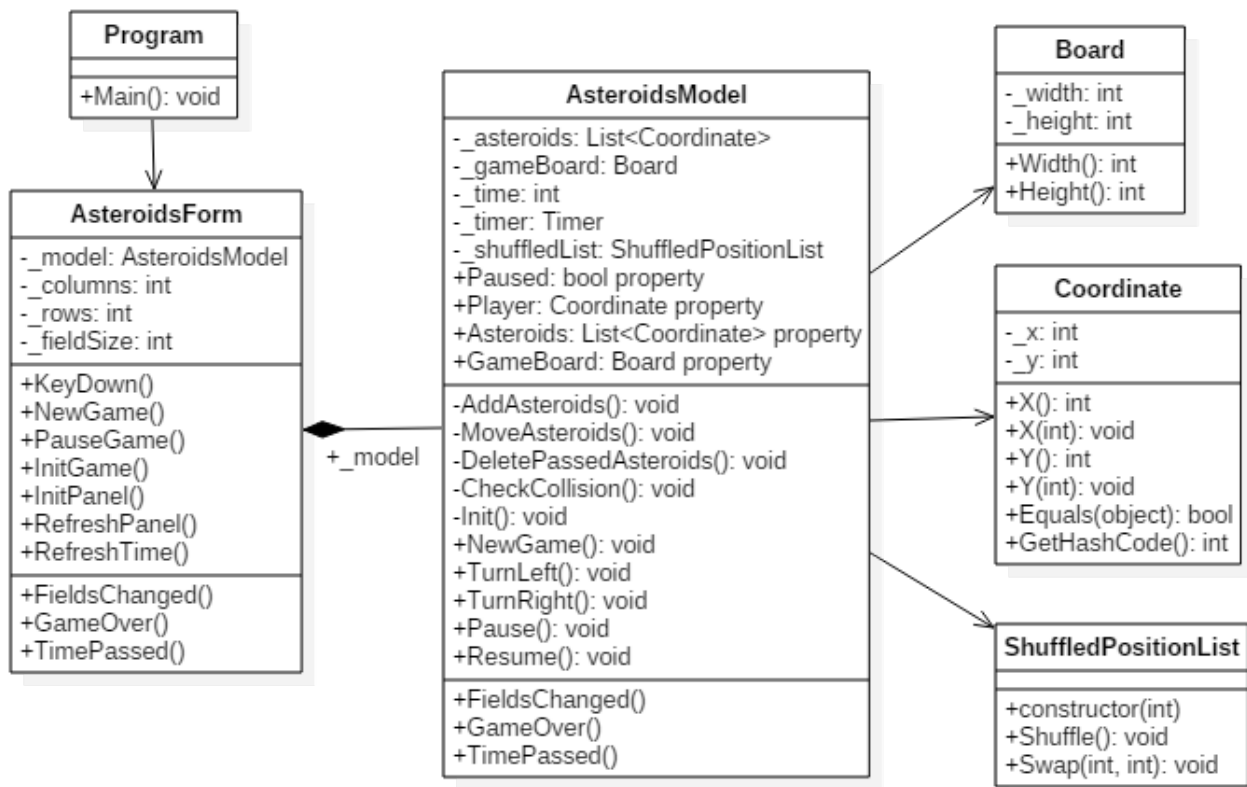 Program
+Main(): void
AsteroidsForm
-_model: AsteroidsModel
-_columns: int
-_rows: int
-_fieldSize: int
+KeyDown()
+NewGame()
+PauseGame()
+InitGame()
+InitPanel()
+RefreshPanel()
+RefreshTime()
+FieldsChanged()
+GameOver()
+TimePassed()
+_model
AsteroidsModel
-_asteroids: List<Coordinate>
-_gameBoard: Board
-_time: int
-_timer: Timer
-_shuffledList: ShuffledPositionList
+Paused: bool property
+Player: Coordinate property
+Asteroids: List<Coordinate> property
+GameBoard: Board property
-AddAsteroids(): void
-MoveAsteroids(): void
-DeletePassedAsteroids(): void
-CheckCollision(): void
-Init(): void
+NewGame(): void
+TurnLeft(): void
+TurnRight(): void
+Pause(): void
+Resume(): void
+FieldsChanged()
+GameOver()
+TimePassed()
Board
-_width: int
-_height: int
+Width(): int
+Height(): int
Coordinate
-_x: int
-_y: int
+X(): int
+X(int): void
+Y(): int
+Y(int): void
+Equals(object): bool
+GetHashCode(): int
ShuffledPositionList
+constructor(int)
+Shuffle(): void
+Swap(int, int): void